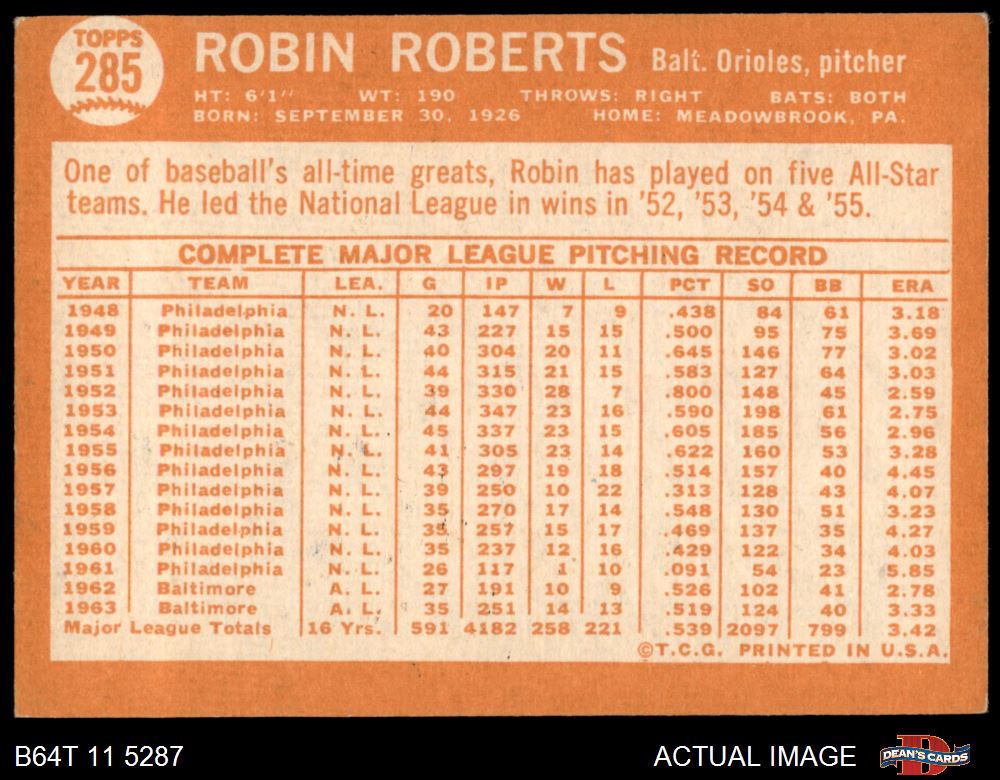 TOPPS
285
ROBIN ROBERTS Balt. Orioles, pitcher
HT: 6'1" WT: 190 THROWS: RIGHT BATS: BOTH
BORN: SEPTEMBER 30, 1926 HOME: MEADOWBROOK, PA.
One of baseball's all-time greats, Robin has played on five All-Star
teams. He led the National League in wins in '52, '53, '54 & '55.
COMPLETE MAJOR LEAGUE PITCHING RECORD
YEAR TEAM LEA. G IP W L PCT SO BB ERA
1948 Philadelphia N. L. 20 147 7 9 .438 84 61 3.18
1949 Philadelphia N. L. 43 227 15 15 .500 95 75 3.69
1950 Philadelphia N. L. 40 304 20 11 .645 146 77 3.02
1951 Philadelphia N. L. 44 315 21 15 .583 127 64 3.03
1952 Philadelphia N. L. 39 330 28 7 .800 148 45 2.59
1953 Philadelphia N. L. 44 347 23 16 .590 198 61 2.75
1954 Philadelphia N. L. 45 337 23 15 .605 185 56 2.96
1955 Philadelphia N. L. 41 305 23 14 .622 160 53 3.28
1956 Philadelphia N. L. 43 297 19 18 .514 157 40 4.45
1957 Philadelphia N. L. 39 250 10 22 .313 128 43 4.07
1958 Philadelphia N. L. 35 270 17 14 .548 130 51 3.23
1959 Philadelphia N. L. 35 257 15 17 .469 137 35 4.27
1960 Philadelphia N. L. 35 237 12 16 .429 122 34 4.03
1961 Philadelphia N. L. 26 117 1 10 .091 54 23 5.85
1962 Baltimore A. L. 27 191 10 9 .526 102 41 2.78
1963 Baltimore A. L. 35 251 14 13 .519 124 40 3.33
Major League Totals 16 Yrs. 591 4182 258 221 .539 2097 799 3.42
©T.C.G. PRINTED IN U.S.A.
B64T 11 5287 ACTUAL IMAGE DEAN'S CARDS